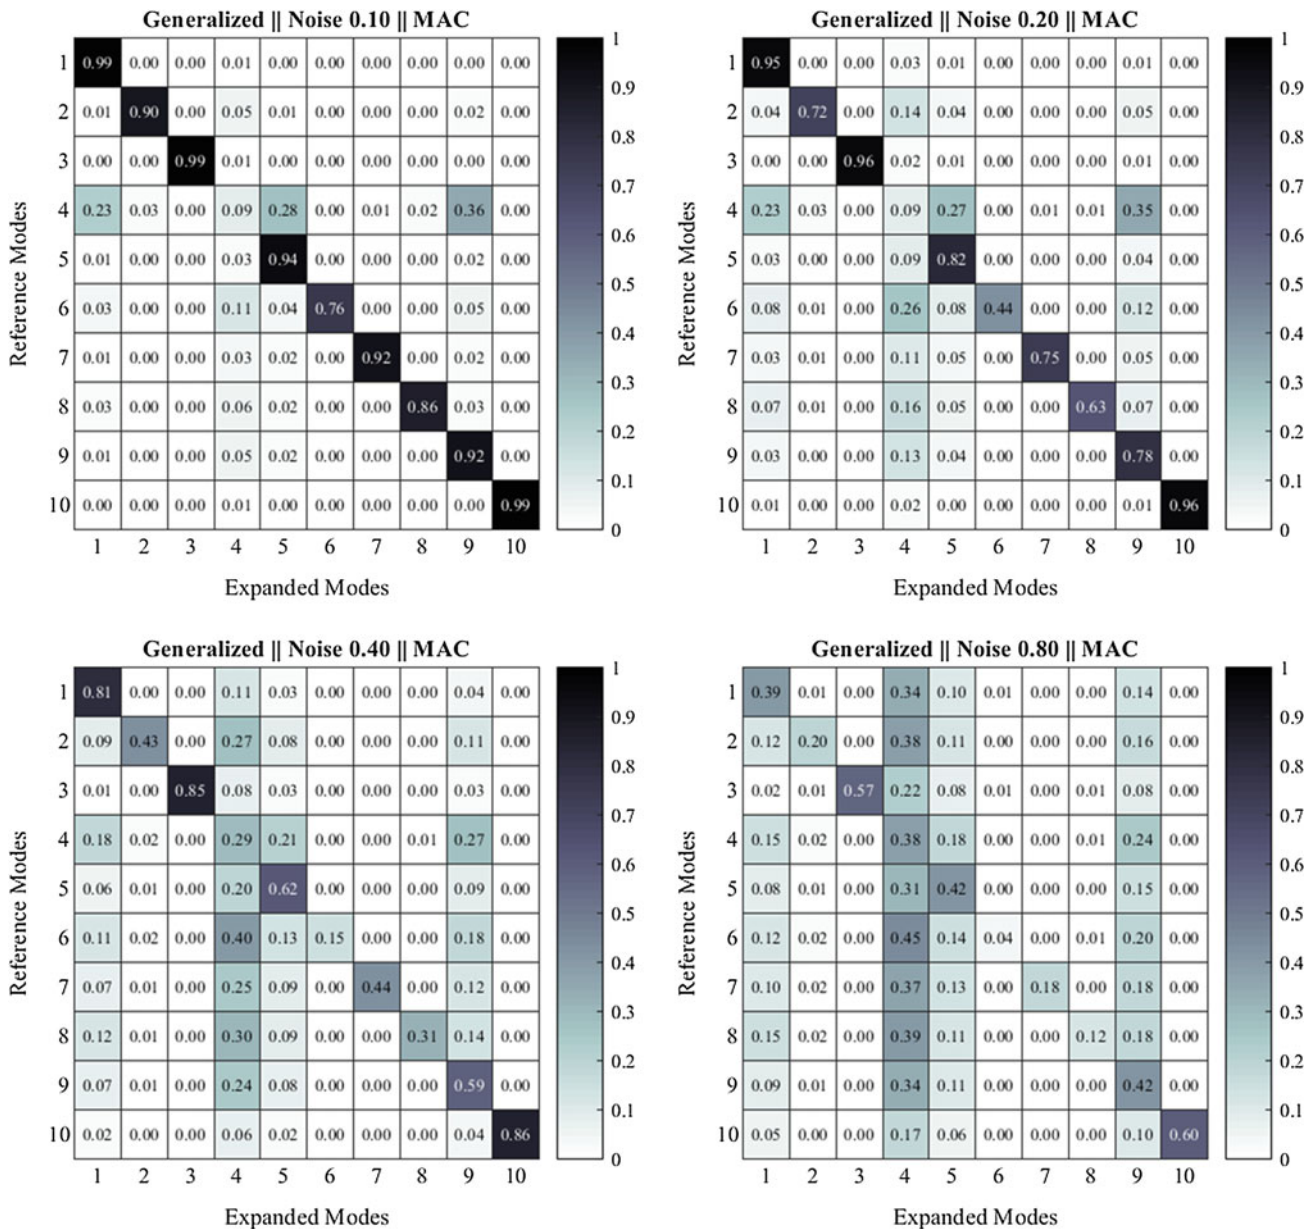 Generalized || Noise 0.10 || MAC
1 0.99 0.00 0.00 0.01 0.00 0.00 0.00 0.00 0.00 0.00
2 0.01 0.90 0.00 0.05 0.01 0.00 0.00 0.00 0.02 0.00
3 0.00 0.00 0.99 0.01 0.00 0.00 0.00 0.00 0.00 0.00
4 0.23 0.03 0.00 0.09 0.28 0.00 0.01 0.02 0.36 0.00
5 0.01 0.00 0.00 0.03 0.94 0.00 0.00 0.00 0.02 0.00
6 0.03 0.00 0.00 0.11 0.04 0.76 0.00 0.00 0.05 0.00
7 0.01 0.00 0.00 0.03 0.02 0.00 0.92 0.00 0.02 0.00
8 0.03 0.00 0.00 0.06 0.02 0.00 0.00 0.86 0.03 0.00
9 0.01 0.00 0.00 0.05 0.02 0.00 0.00 0.00 0.92 0.00
10 0.00 0.00 0.00 0.01 0.00 0.00 0.00 0.00 0.00 0.99
1 2 3 4 5 6 7 8 9 10
Expanded Modes
Reference Modes
1
0.9
0.8
0.7
0.6
0.5
0.4
0.3
0.2
0.1
0
Generalized || Noise 0.20 || MAC
1 0.95 0.00 0.00 0.03 0.01 0.00 0.00 0.00 0.01 0.00
2 0.04 0.72 0.00 0.14 0.04 0.00 0.00 0.00 0.05 0.00
3 0.00 0.00 0.96 0.02 0.01 0.00 0.00 0.00 0.01 0.00
4 0.23 0.03 0.00 0.09 0.27 0.00 0.01 0.01 0.35 0.00
5 0.03 0.00 0.00 0.09 0.82 0.00 0.00 0.00 0.04 0.00
6 0.08 0.01 0.00 0.26 0.08 0.44 0.00 0.00 0.12 0.00
7 0.03 0.01 0.00 0.11 0.05 0.00 0.75 0.00 0.05 0.00
8 0.07 0.01 0.00 0.16 0.05 0.00 0.00 0.63 0.07 0.00
9 0.03 0.00 0.00 0.13 0.04 0.00 0.00 0.00 0.78 0.00
10 0.01 0.00 0.00 0.02 0.00 0.00 0.00 0.00 0.01 0.96
1 2 3 4 5 6 7 8 9 10
Expanded Modes
Reference Modes
1
0.9
0.8
0.7
0.6
0.5
0.4
0.3
0.2
0.1
0
Generalized || Noise 0.40 || MAC
1 0.81 0.00 0.00 0.11 0.03 0.00 0.00 0.00 0.04 0.00
2 0.09 0.43 0.00 0.27 0.08 0.00 0.00 0.00 0.11 0.00
3 0.01 0.00 0.85 0.08 0.03 0.00 0.00 0.00 0.03 0.00
4 0.18 0.02 0.00 0.29 0.21 0.00 0.00 0.01 0.27 0.00
5 0.06 0.01 0.00 0.20 0.62 0.00 0.00 0.00 0.09 0.00
6 0.11 0.02 0.00 0.40 0.13 0.15 0.00 0.00 0.18 0.00
7 0.07 0.01 0.00 0.25 0.09 0.00 0.44 0.00 0.12 0.00
8 0.12 0.01 0.00 0.30 0.09 0.00 0.00 0.31 0.14 0.00
9 0.07 0.01 0.00 0.24 0.08 0.00 0.00 0.00 0.59 0.00
10 0.02 0.00 0.00 0.06 0.02 0.00 0.00 0.00 0.04 0.86
1 2 3 4 5 6 7 8 9 10
Expanded Modes
Reference Modes
1
0.9
0.8
0.7
0.6
0.5
0.4
0.3
0.2
0.1
0
Generalized || Noise 0.80 || MAC
1 0.39 0.01 0.00 0.34 0.10 0.01 0.00 0.00 0.14 0.00
2 0.12 0.20 0.00 0.38 0.11 0.00 0.00 0.00 0.16 0.00
3 0.02 0.01 0.57 0.22 0.08 0.01 0.00 0.01 0.08 0.00
4 0.15 0.02 0.00 0.38 0.18 0.00 0.00 0.01 0.24 0.00
5 0.08 0.01 0.00 0.31 0.42 0.00 0.00 0.01 0.15 0.00
6 0.12 0.02 0.00 0.45 0.14 0.04 0.00 0.01 0.20 0.00
7 0.10 0.02 0.00 0.37 0.13 0.00 0.18 0.00 0.18 0.00
8 0.15 0.02 0.00 0.39 0.11 0.00 0.00 0.12 0.18 0.00
9 0.09 0.01 0.00 0.34 0.11 0.00 0.00 0.00 0.42 0.00
10 0.05 0.00 0.00 0.17 0.06 0.00 0.00 0.00 0.10 0.60
1 2 3 4 5 6 7 8 9 10
Expanded Modes
Reference Modes
1
0.9
0.8
0.7
0.6
0.5
0.4
0.3
0.2
0.1
0